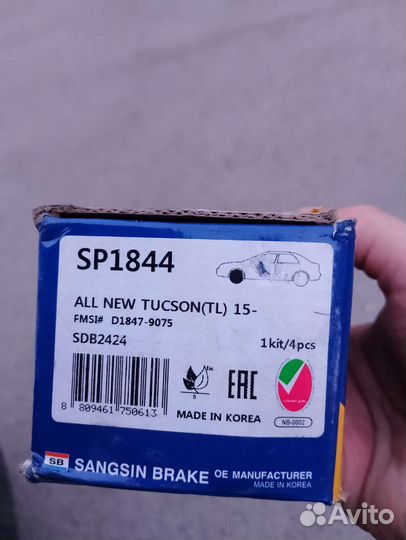 SP1844
ALL NEW TUCSON(TL) 15-
FMSI# D1847-9075
SDB2424
1kit/4pcs
TM
B
EAC
8 809461 750613
MADE IN KOREA
NB-0002
SB SANGSIN BRAKE OE MANUFACTURER
MADE IN KOREA
Avito